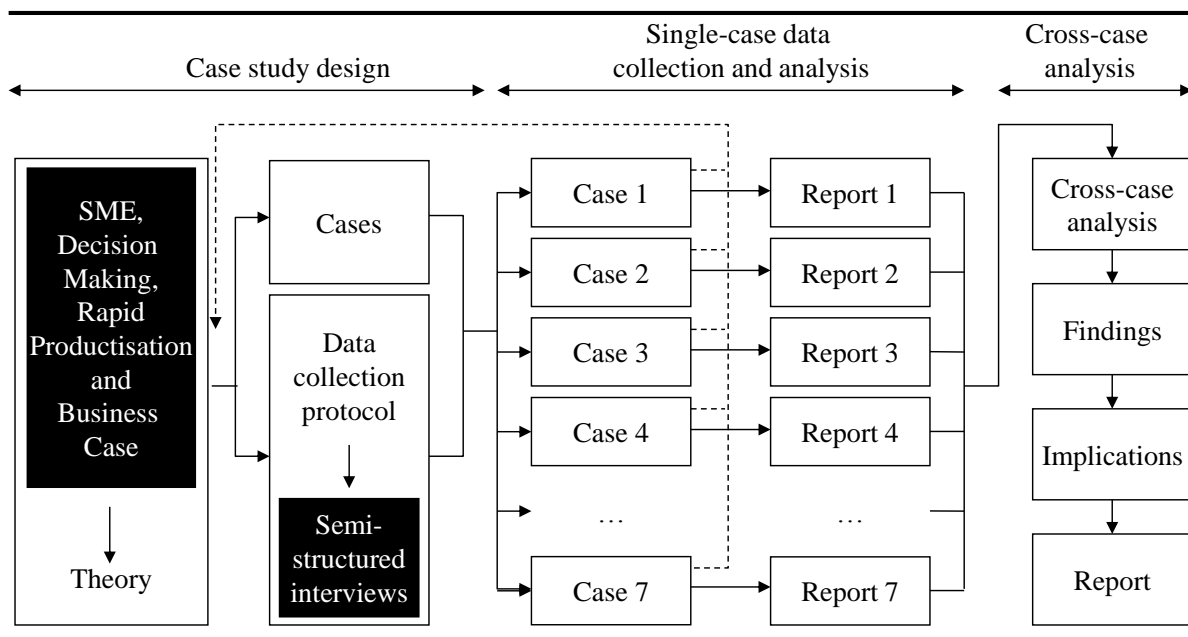 Case study design
Single-case data
collection and analysis
Cross-case
analysis
SME,
Decision
Making,
Rapid
Productisation
and
Business
Case
Theory
Cases
Data
collection
protocol
Semi-
structured
interviews
Case 1
Case 2
Case 3
Case 4
…
Case 7
Report 1
Report 2
Report 3
Report 4
…
Report 7
Cross-case
analysis
Findings
Implications
Report